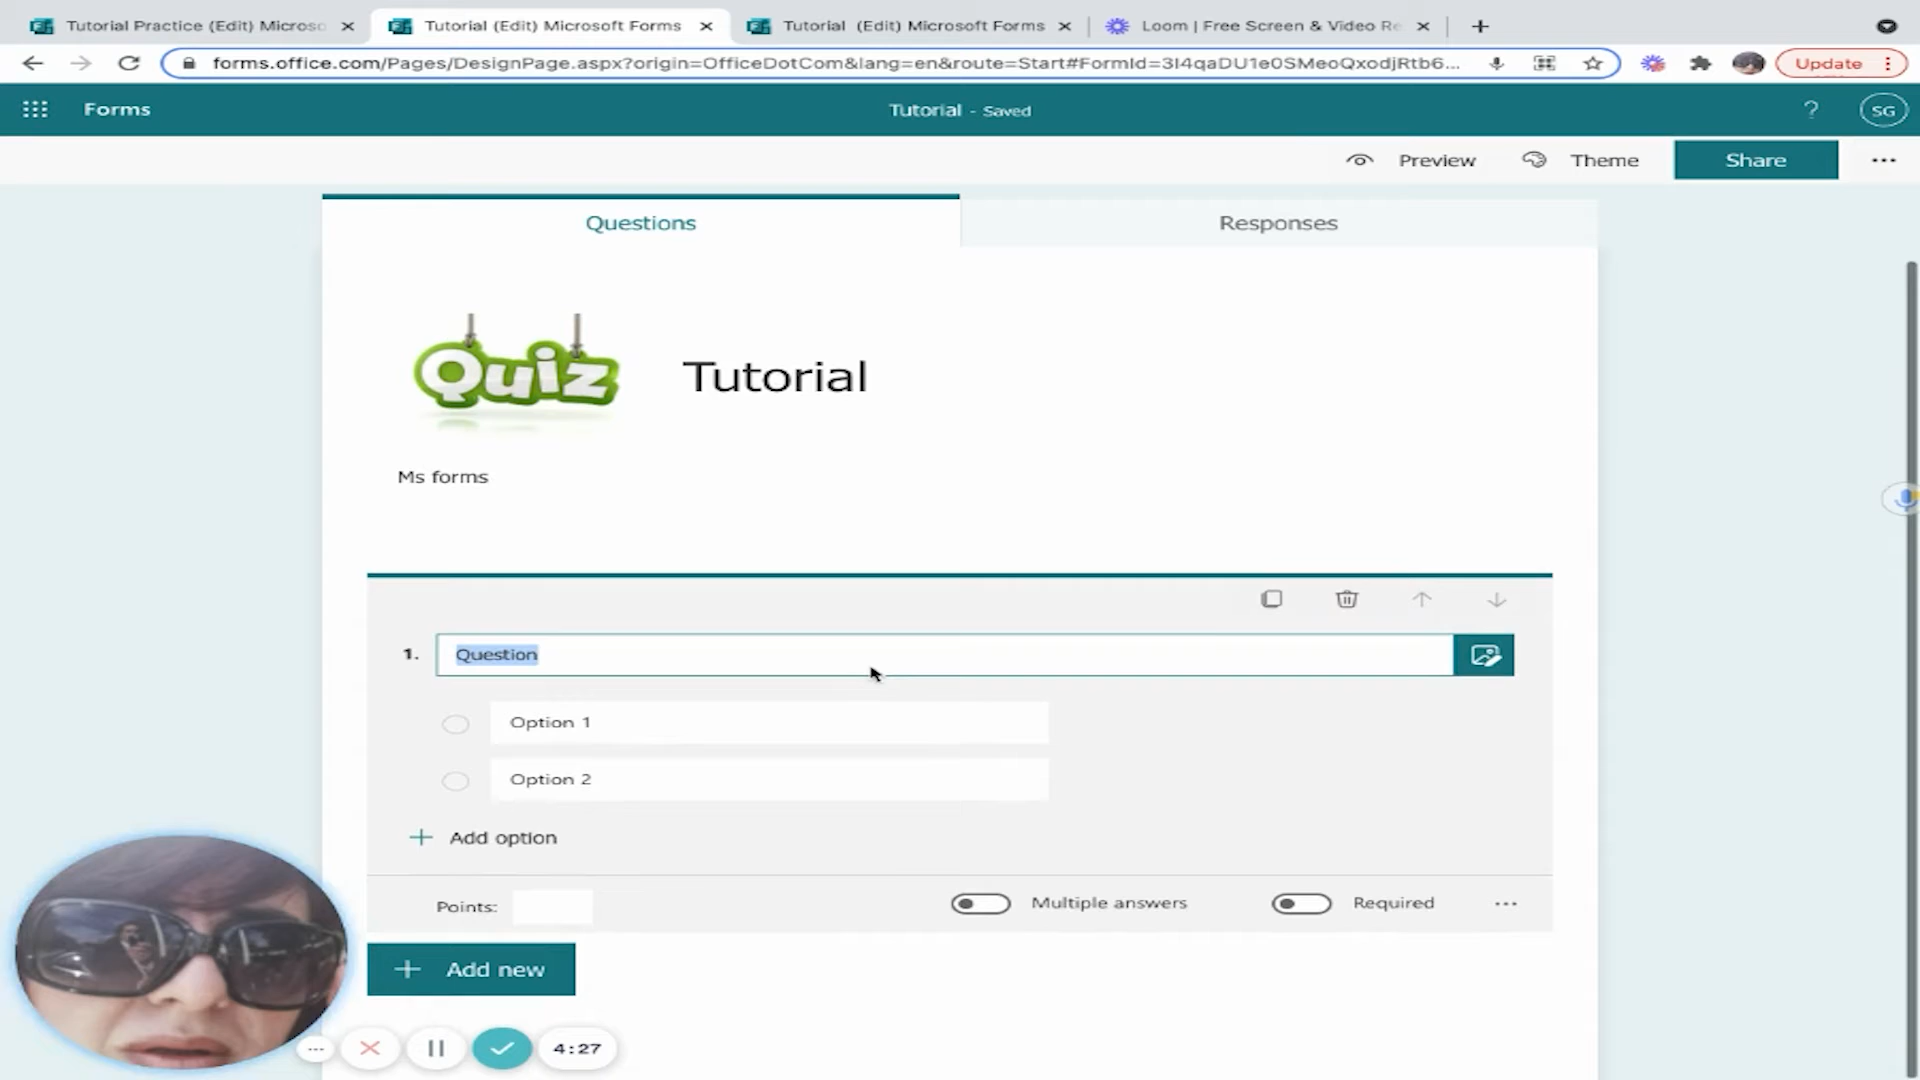 Tutorial Practice (Edit) Microso
Tutorial (Edit) Microsoft Forms
Tutorial (Edit) Microsoft Forms
Loom | Free Screen & Video Re
forms.office.com/Pages/DesignPage.aspx?origin=OfficeDotCom&lang=en&route=Start#FormId=3I4qaDU1e0SMeoQxodjRtb6...
Update
Forms
Tutorial - Saved
?
SG
Preview
Theme
Share
Questions
Responses
Quiz
Tutorial
Ms forms
1.
Question
Option 1
Option 2
Add option
Points:
Multiple answers
Required
Add new
4:27